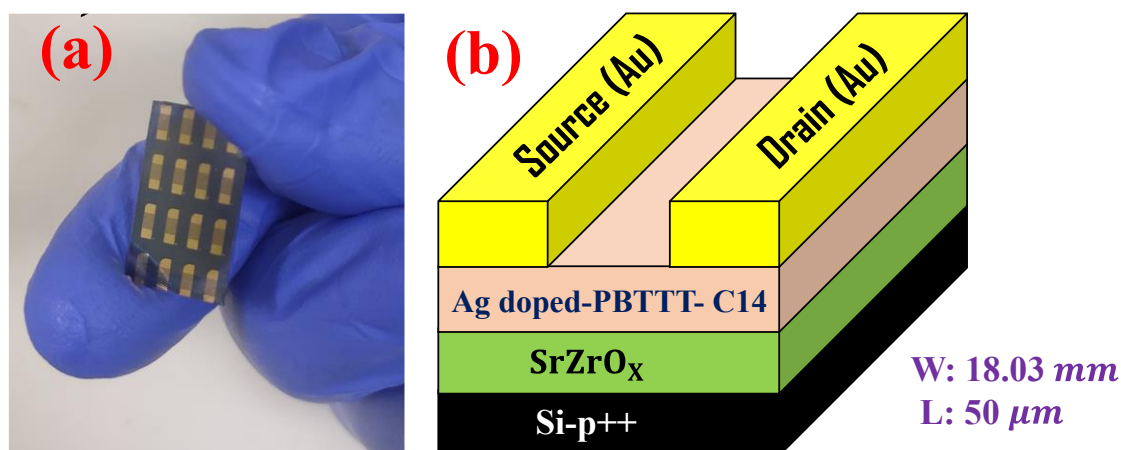 (a)
(b)
Source (Au)
Drain (Au)
Ag doped-PBTTT- C14
SrZrOₓ
Si-p++
W: 18.03 mm
L: 50 μm